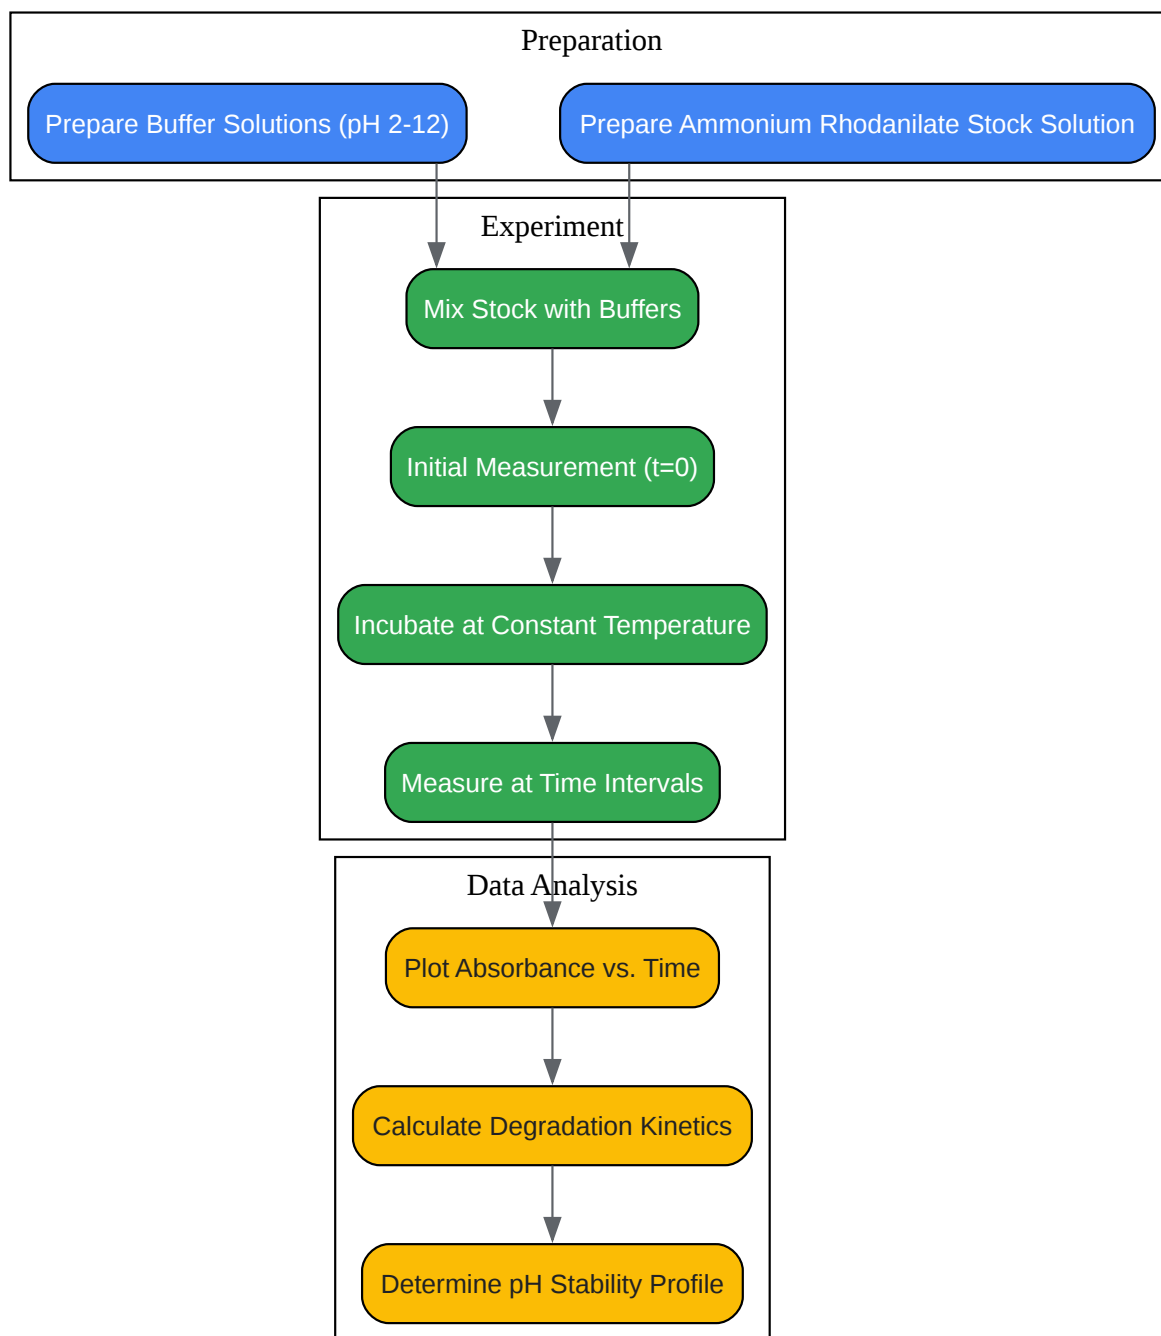 Preparation
Prepare Buffer Solutions (pH 2-12)
Prepare Ammonium Rhodanilate Stock Solution
Experiment
Mix Stock with Buffers
Initial Measurement (t=0)
Incubate at Constant Temperature
Measure at Time Intervals
Data Analysis
Plot Absorbance vs. Time
Calculate Degradation Kinetics
Determine pH Stability Profile